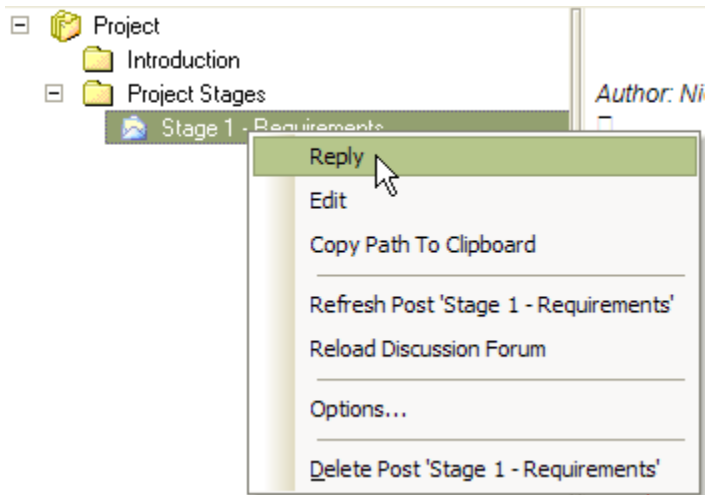 Project
Introduction
Project Stages
Author: Ni
Stage 1 - Requirements
Reply
Edit
Copy Path To Clipboard
Refresh Post 'Stage 1 - Requirements'
Reload Discussion Forum
Options...
Delete Post 'Stage 1 - Requirements'